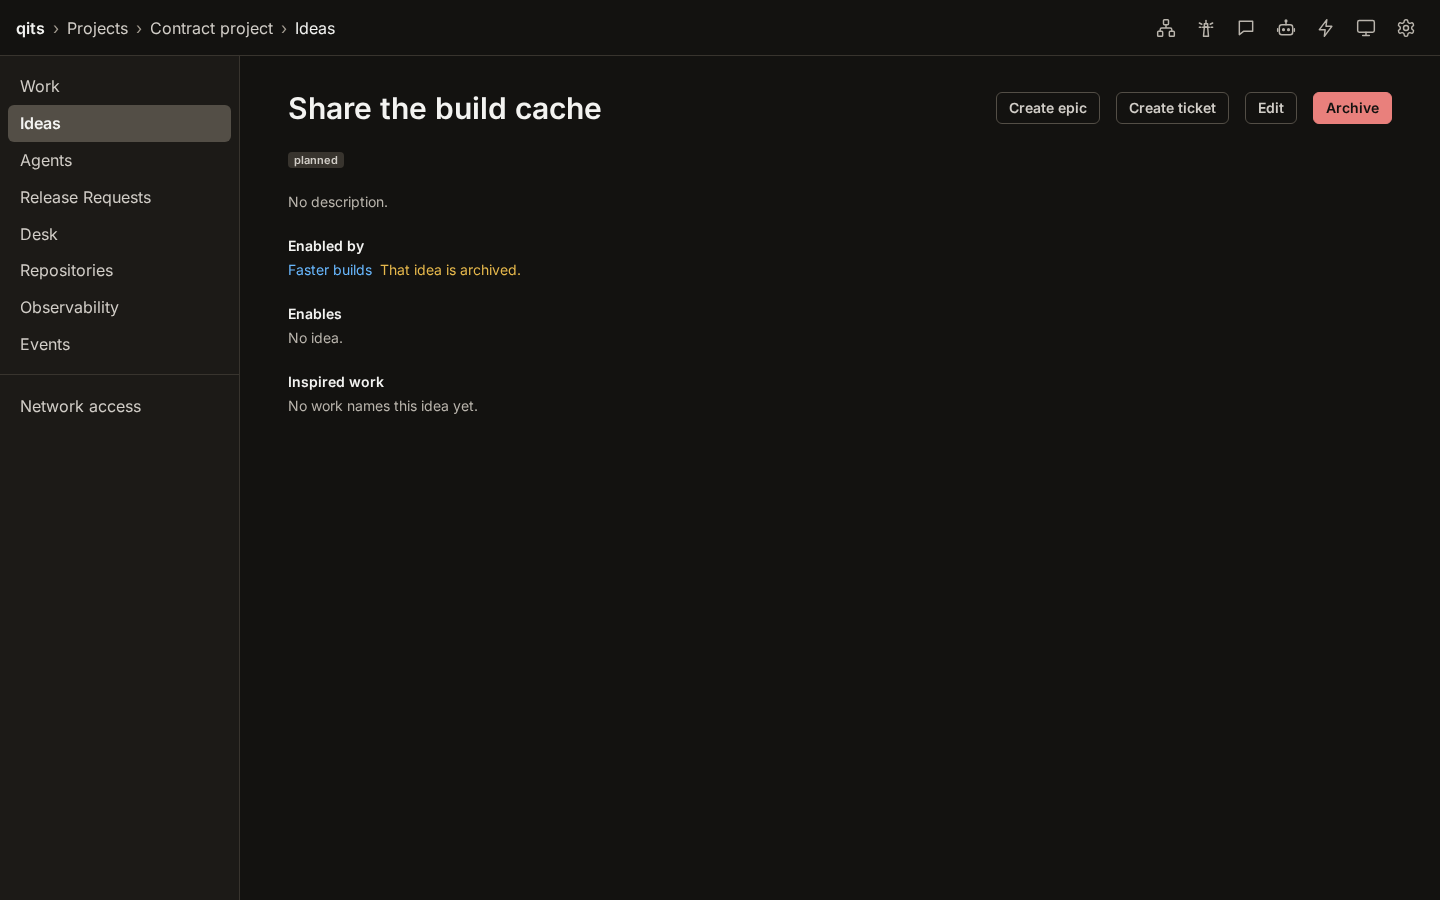 qits › Projects › Contract project › Ideas
Work
Ideas
Agents
Release Requests
Desk
Repositories
Observability
Events
Network access
Share the build cache
Create epic
Create ticket
Edit
Archive
planned
No description.
Enabled by
Faster builds That idea is archived.
Enables
No idea.
Inspired work
No work names this idea yet.